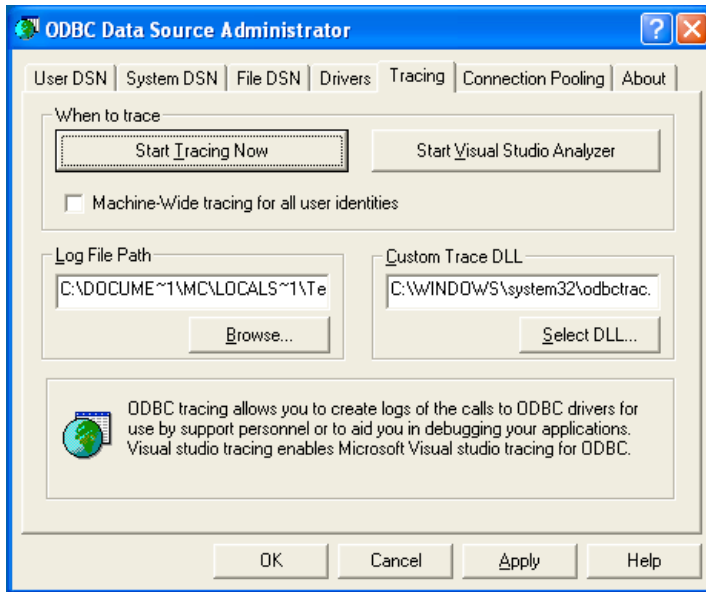 ODBC Data Source Administrator
User DSN System DSN File DSN Drivers Tracing Connection Pooling About
When to trace
Start Tracing Now Start Visual Studio Analyzer
Machine-Wide tracing for all user identities
Log File Path Custom Trace DLL
C:\DOCUME~1\MC\LOCALS~1\Te C:\WINDOWS\system32\odbctrac.
Browse... Select DLL...
ODBC tracing allows you to create logs of the calls to ODBC drivers for
use by support personnel or to aid you in debugging your applications.
Visual studio tracing enables Microsoft Visual studio tracing for ODBC.
OK Cancel Apply Help